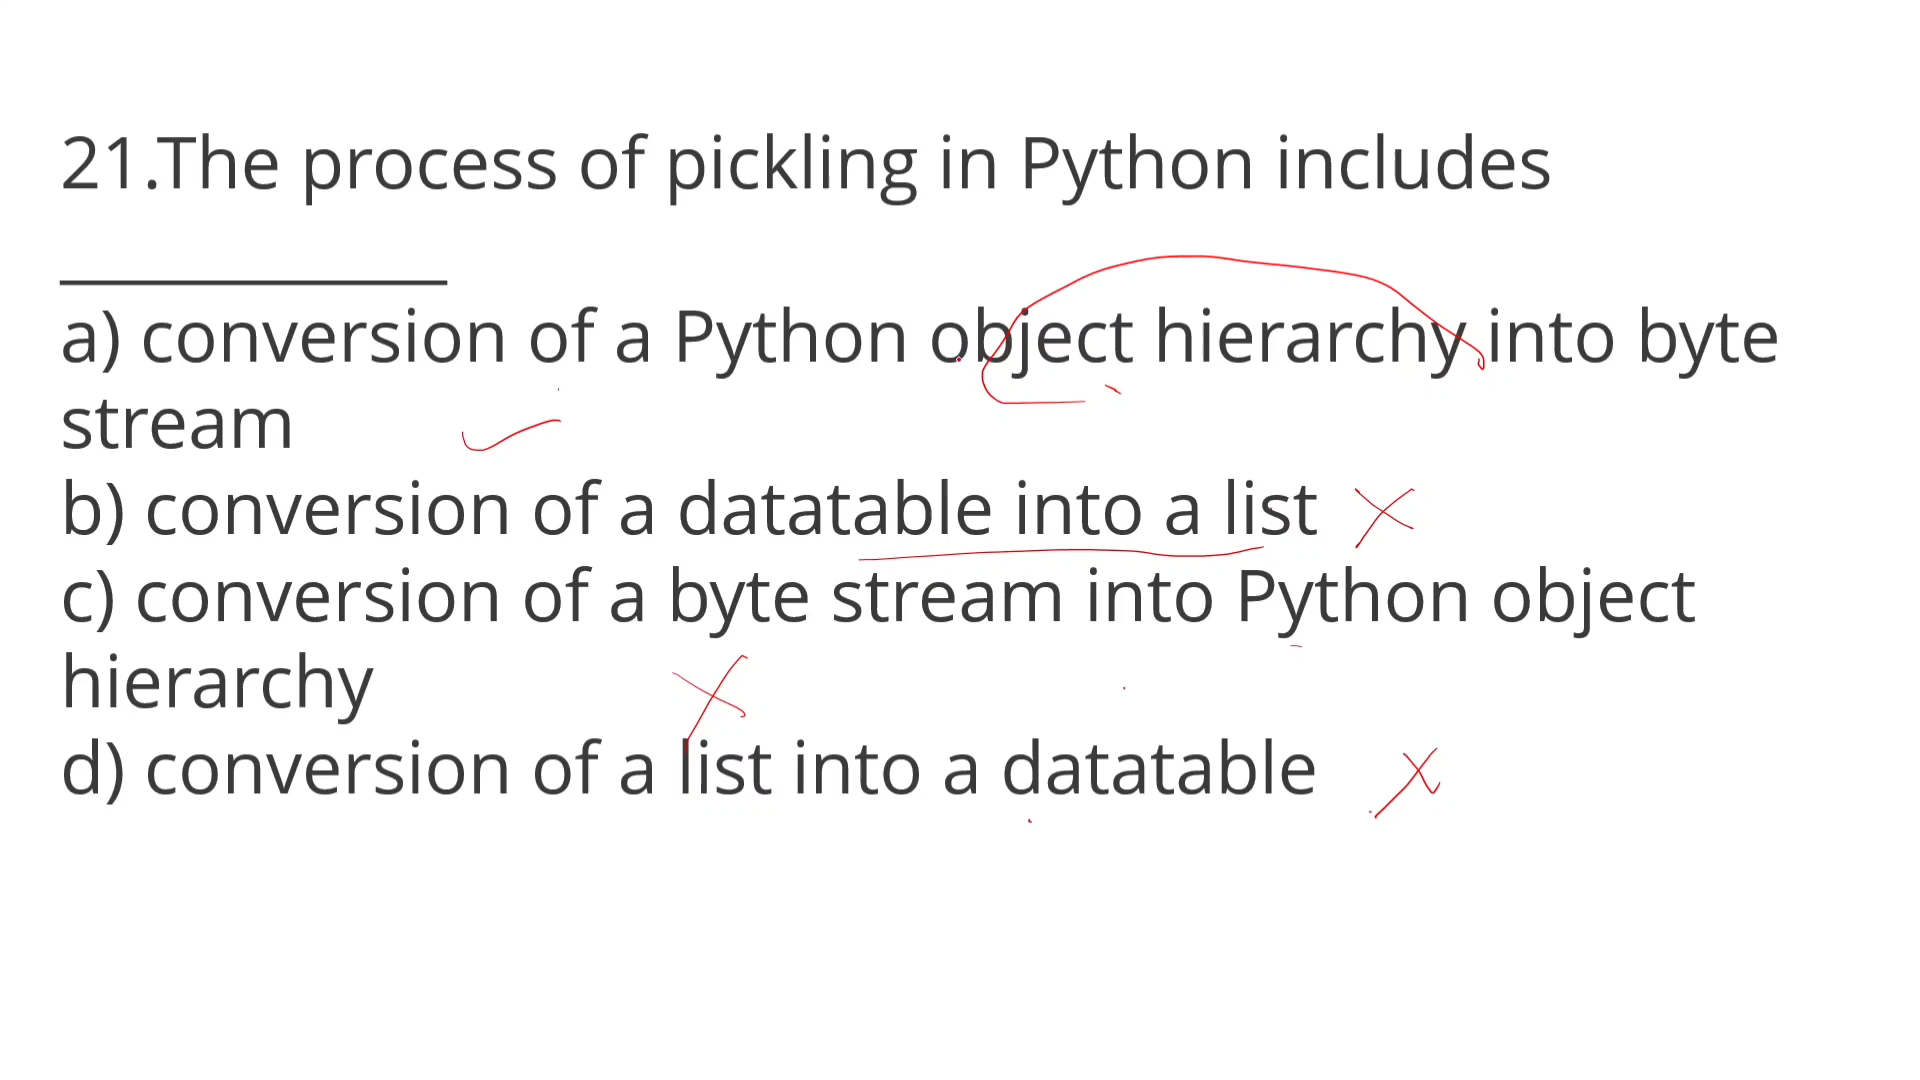 21.The process of pickling in Python includes
___________
a) conversion of a Python object hierarchy into byte
stream
b) conversion of a datatable into a list
c) conversion of a byte stream into Python object
hierarchy
d) conversion of a list into a datatable